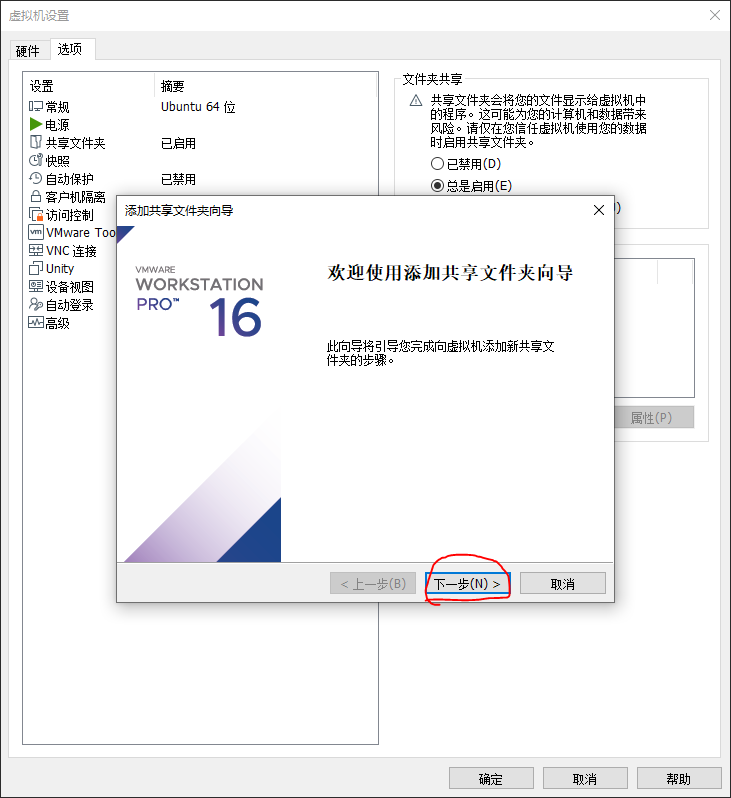 虚拟机设置
硬件 选项
设置 摘要
常规 Ubuntu 64 位
电源
共享文件夹 已启用
快照
自动保护 已禁用
客户机隔离
访问控制
VMware Too
VNC 连接
Unity
设备视图
自动登录
高级
文件夹共享
共享文件夹会将您的文件显示给虚拟机中
的程序。这可能为您的计算机和数据带来
风险。请仅在您信任虚拟机使用您的数据
时启用共享文件夹。
已禁用(D)
总是启用(E)
属性(P)
添加共享文件夹向导
VMWARE
WORKSTATION
PRO™ 16
欢迎使用添加共享文件夹向导
此向导将引导您完成向虚拟机添加新共享文
件夹的步骤。
< 上一步(B) 下一步(N) > 取消
确定 取消 帮助